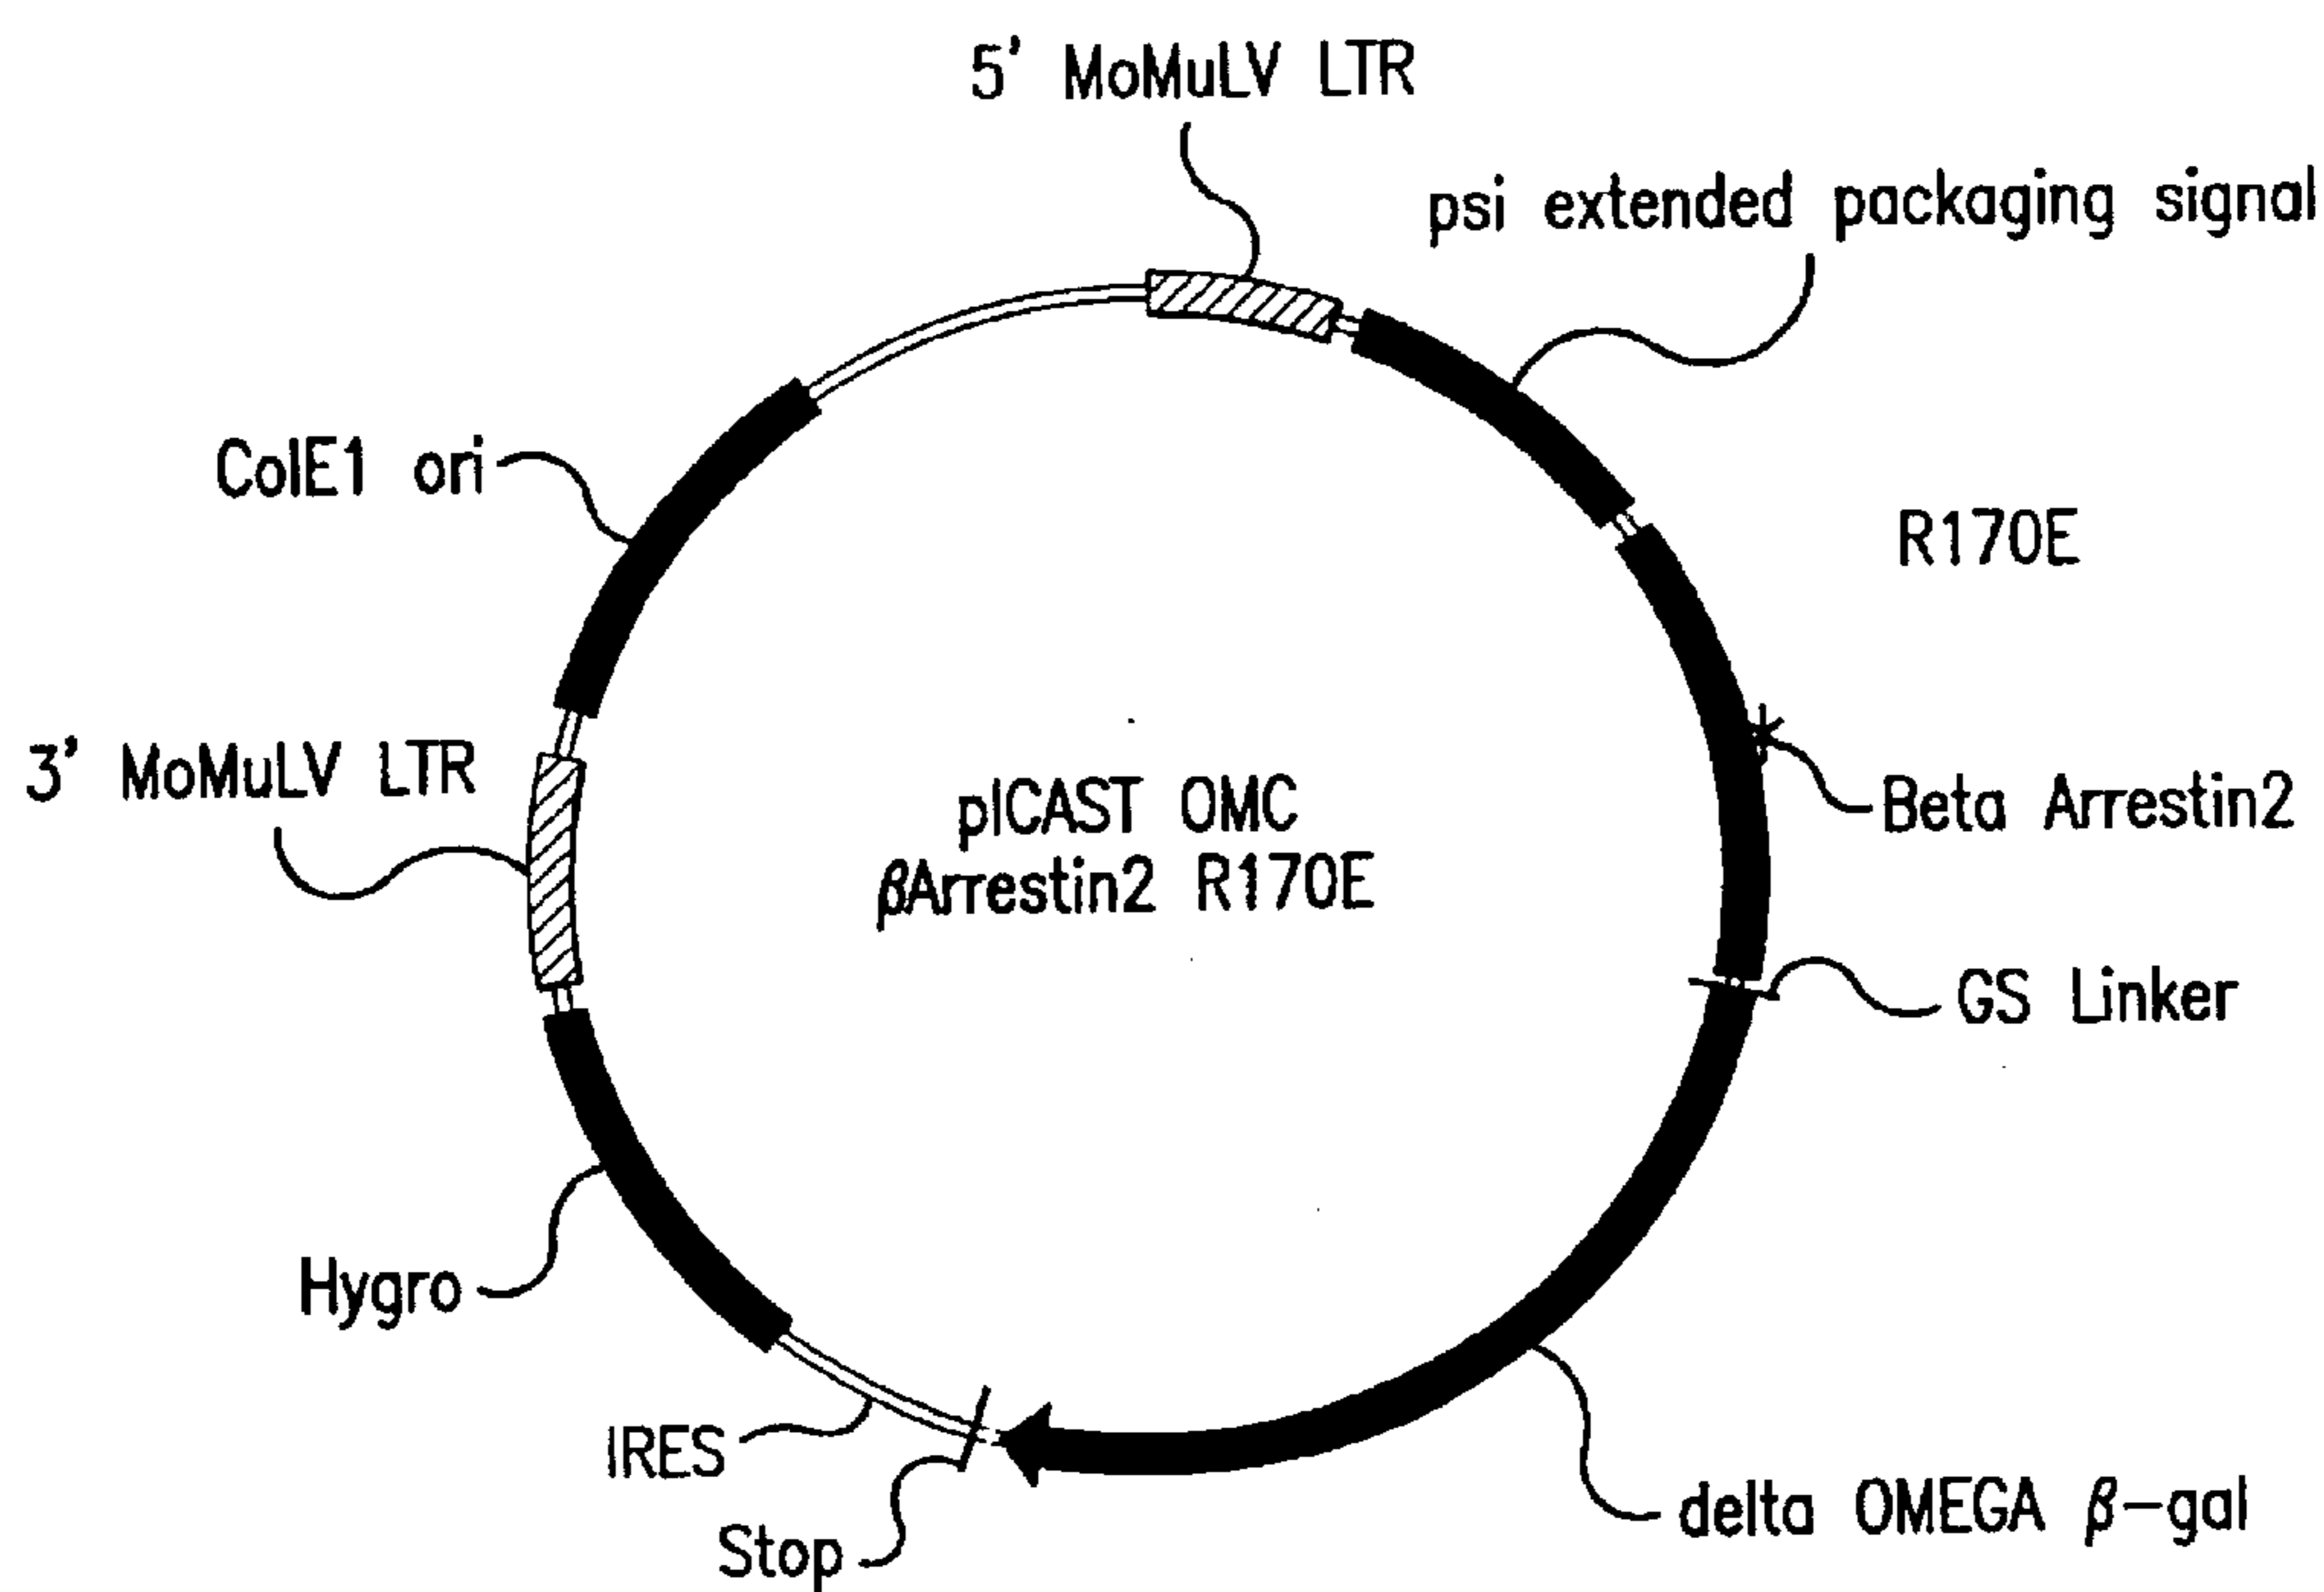 5' MoMuLV LTR
psi extended packaging signal
ColE1 ori
R170E
3' MoMuLV LTR
pICAST OMC
βArrestin2 R170E
Beta Arrestin2
GS Linker
Hygro
IRES
Stop
delta OMEGA β-gal